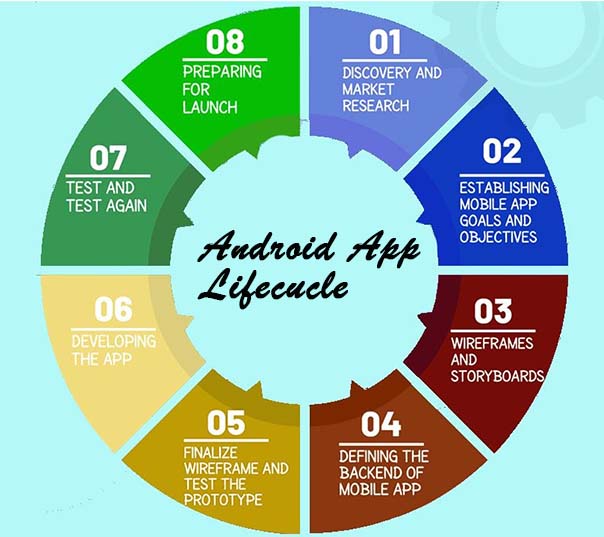 Android App
Lifecucle
01
DISCOVERY AND
MARKET
RESEARCH
02
ESTABLISHING
MOBILE APP
GOALS AND
OBJECTIVES
03
WIREFRAMES
AND
STORYBOARDS
04
DEFINING THE
BACKEND OF
MOBILE APP
05
FINALIZE
WIREFRAME AND
TEST THE
PROTOTYPE
06
DEVELOPING
THE APP
07
TEST AND
TEST AGAIN
08
PREPARING
FOR
LAUNCH